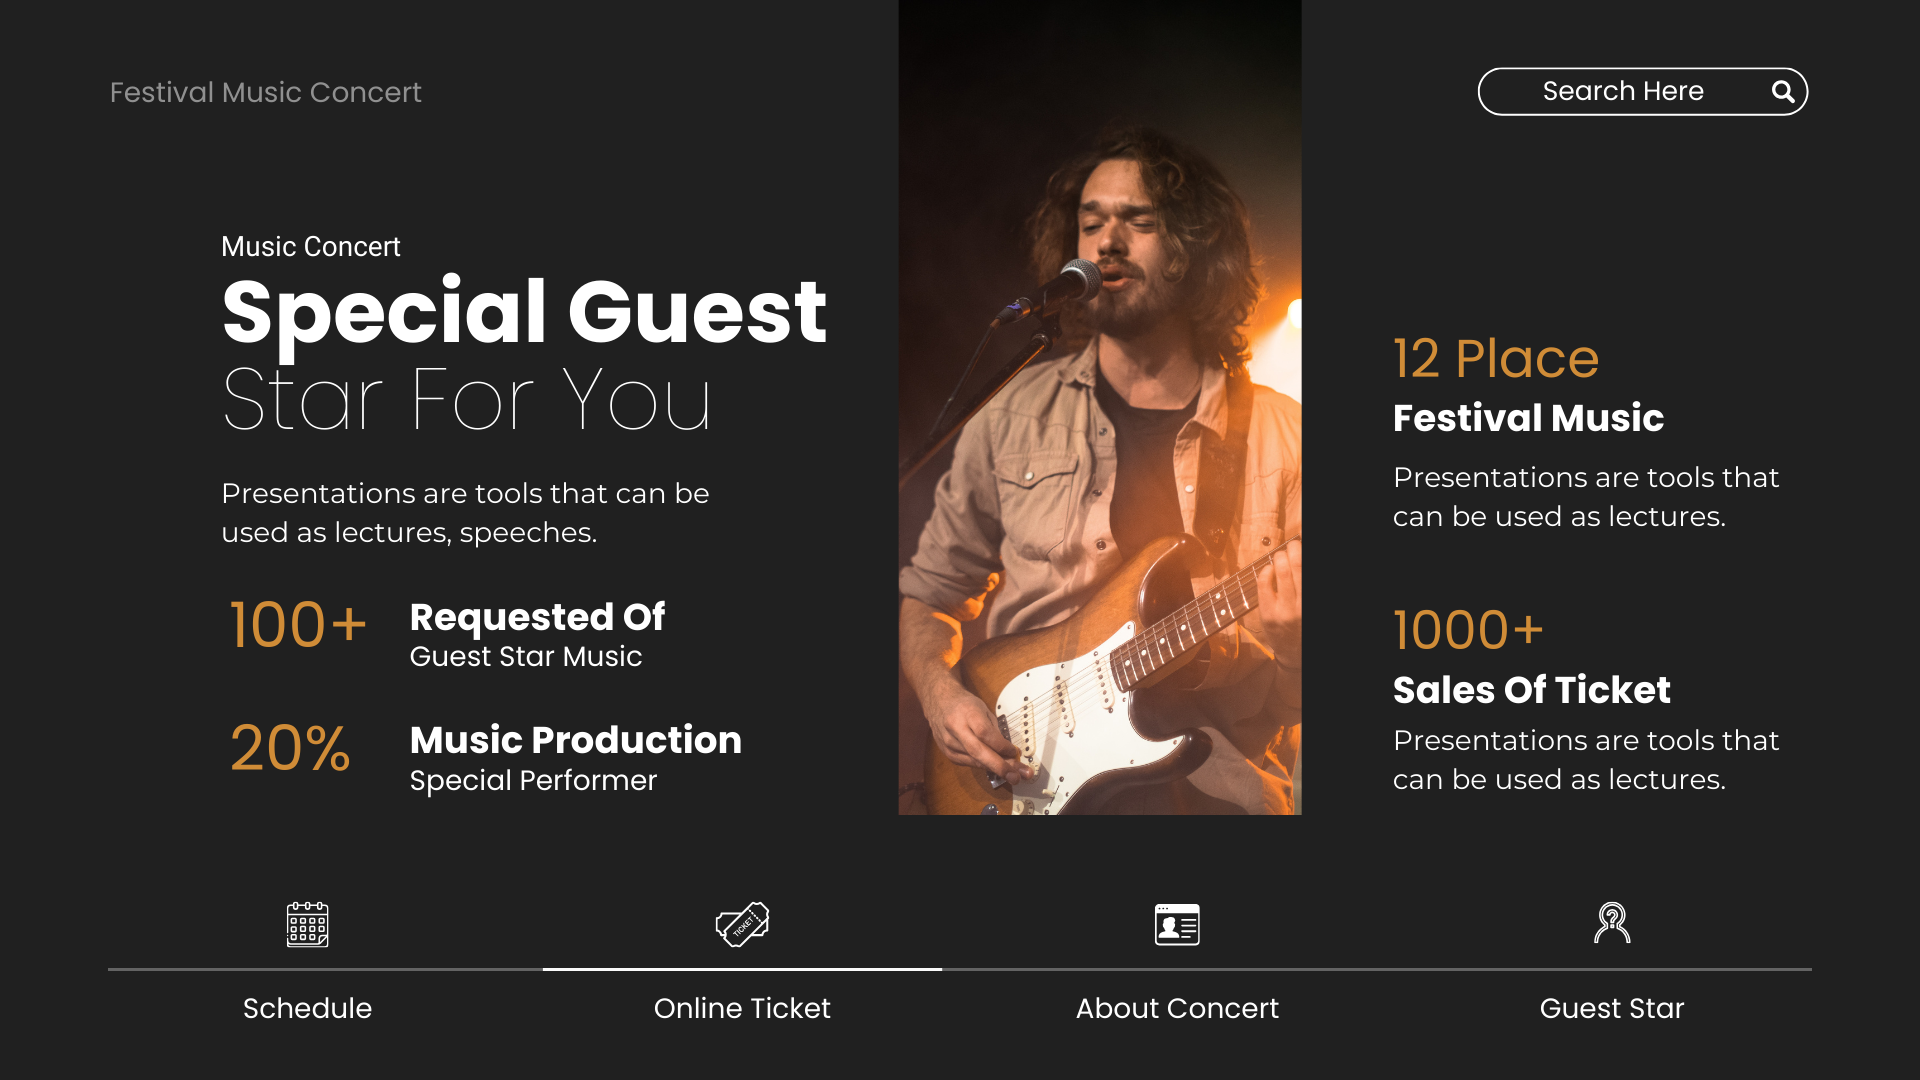 Festival Music Concert
Search Here
Music Concert
Special Guest
Star For You
Presentations are tools that can be
used as lectures, speeches.
100+
Requested Of
Guest Star Music
20%
Music Production
Special Performer
12 Place
Festival Music
Presentations are tools that
can be used as lectures.
1000+
Sales Of Ticket
Presentations are tools that
can be used as lectures.
TICKET
Schedule
Online Ticket
About Concert
Guest Star